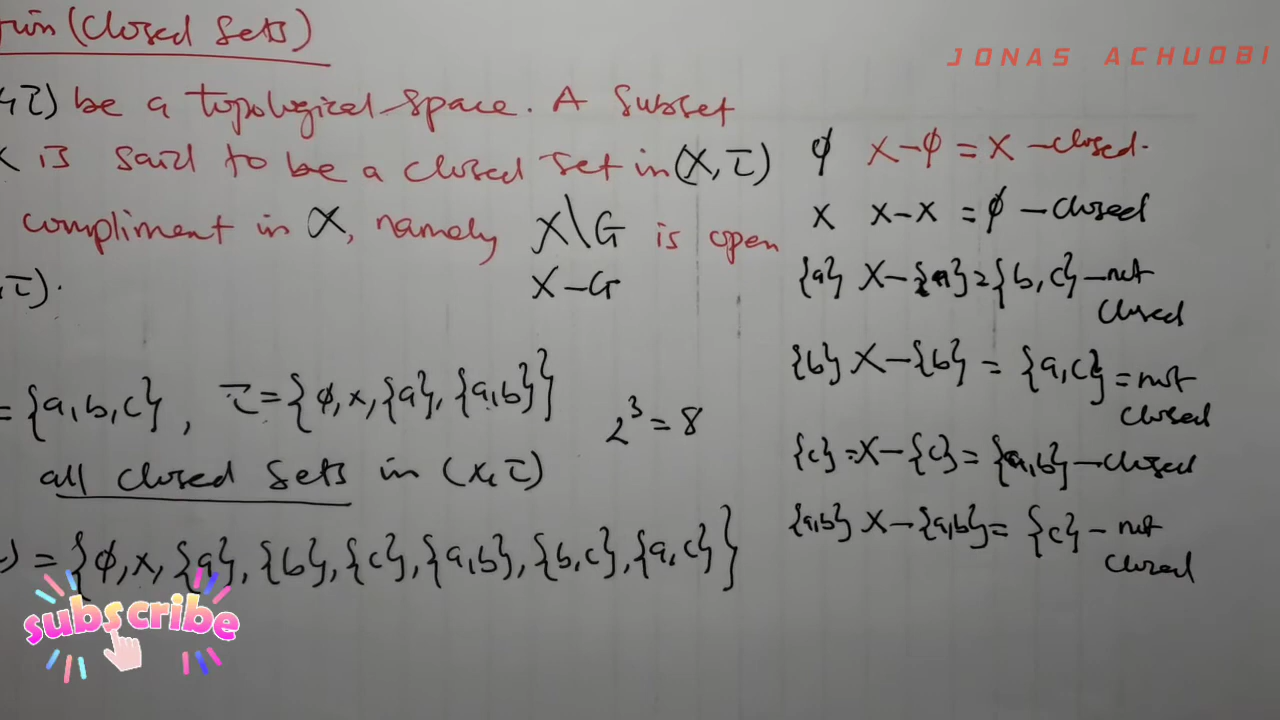 (Closed Sets)
JONAS ACHUOBI
be a topological space. A Subset
X is said to be a closed set in (X, τ)
compliment in X, namely X\G is open
X-G
τ).
= {a, b, c}, τ = {ϕ, x, {a}, {a,b}} 2³ = 8
all closed sets in (x, τ)
) = {ϕ, x, {a}, {b}, {c}, {a,b}, {b,c}, {a,c}}
ϕ X-ϕ = X -closed.
X X-X = ϕ -closed
{a} X-{a} = {b, c} -not
closed
{b} X-{b} = {a,c} = not
closed
{c} = X-{c} = {a,b} -closed
{a,b} X-{a,b} = {c} - not
closed
subscribe